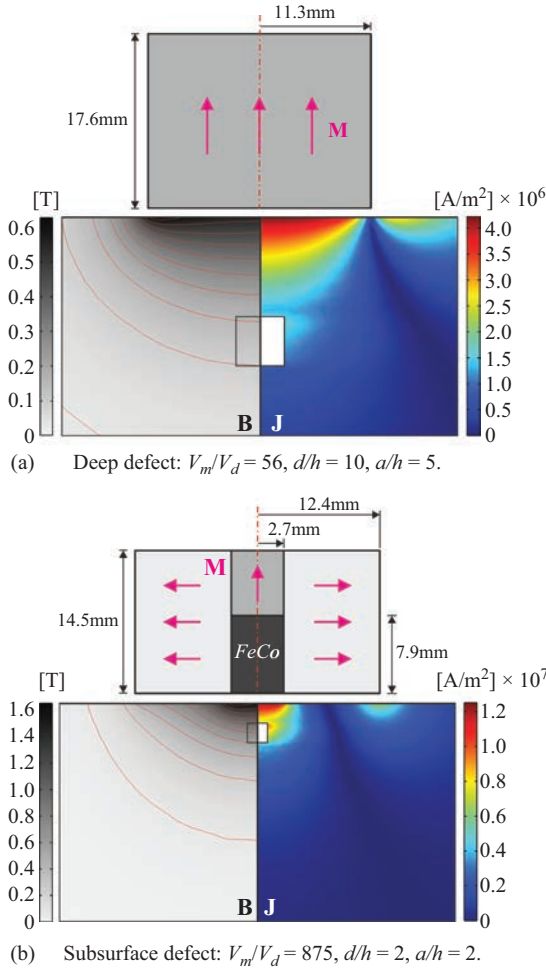 11.3mm
17.6mm
M
[T]
[A/m²] × 10⁶
0.6
0.5
0.4
0.3
0.2
0.1
0
4.0
3.5
3.0
2.5
2.0
1.5
1.0
0.5
0
B J
(a) Deep defect: Vm/Vd = 56, d/h = 10, a/h = 5.
12.4mm
2.7mm
M
14.5mm
FeCo
7.9mm
[T]
[A/m²] × 10⁷
1.6
1.4
1.2
1.0
0.8
0.6
0.4
0.2
0
1.2
1.0
0.8
0.6
0.4
0.2
0
B J
(b) Subsurface defect: Vm/Vd = 875, d/h = 2, a/h = 2.